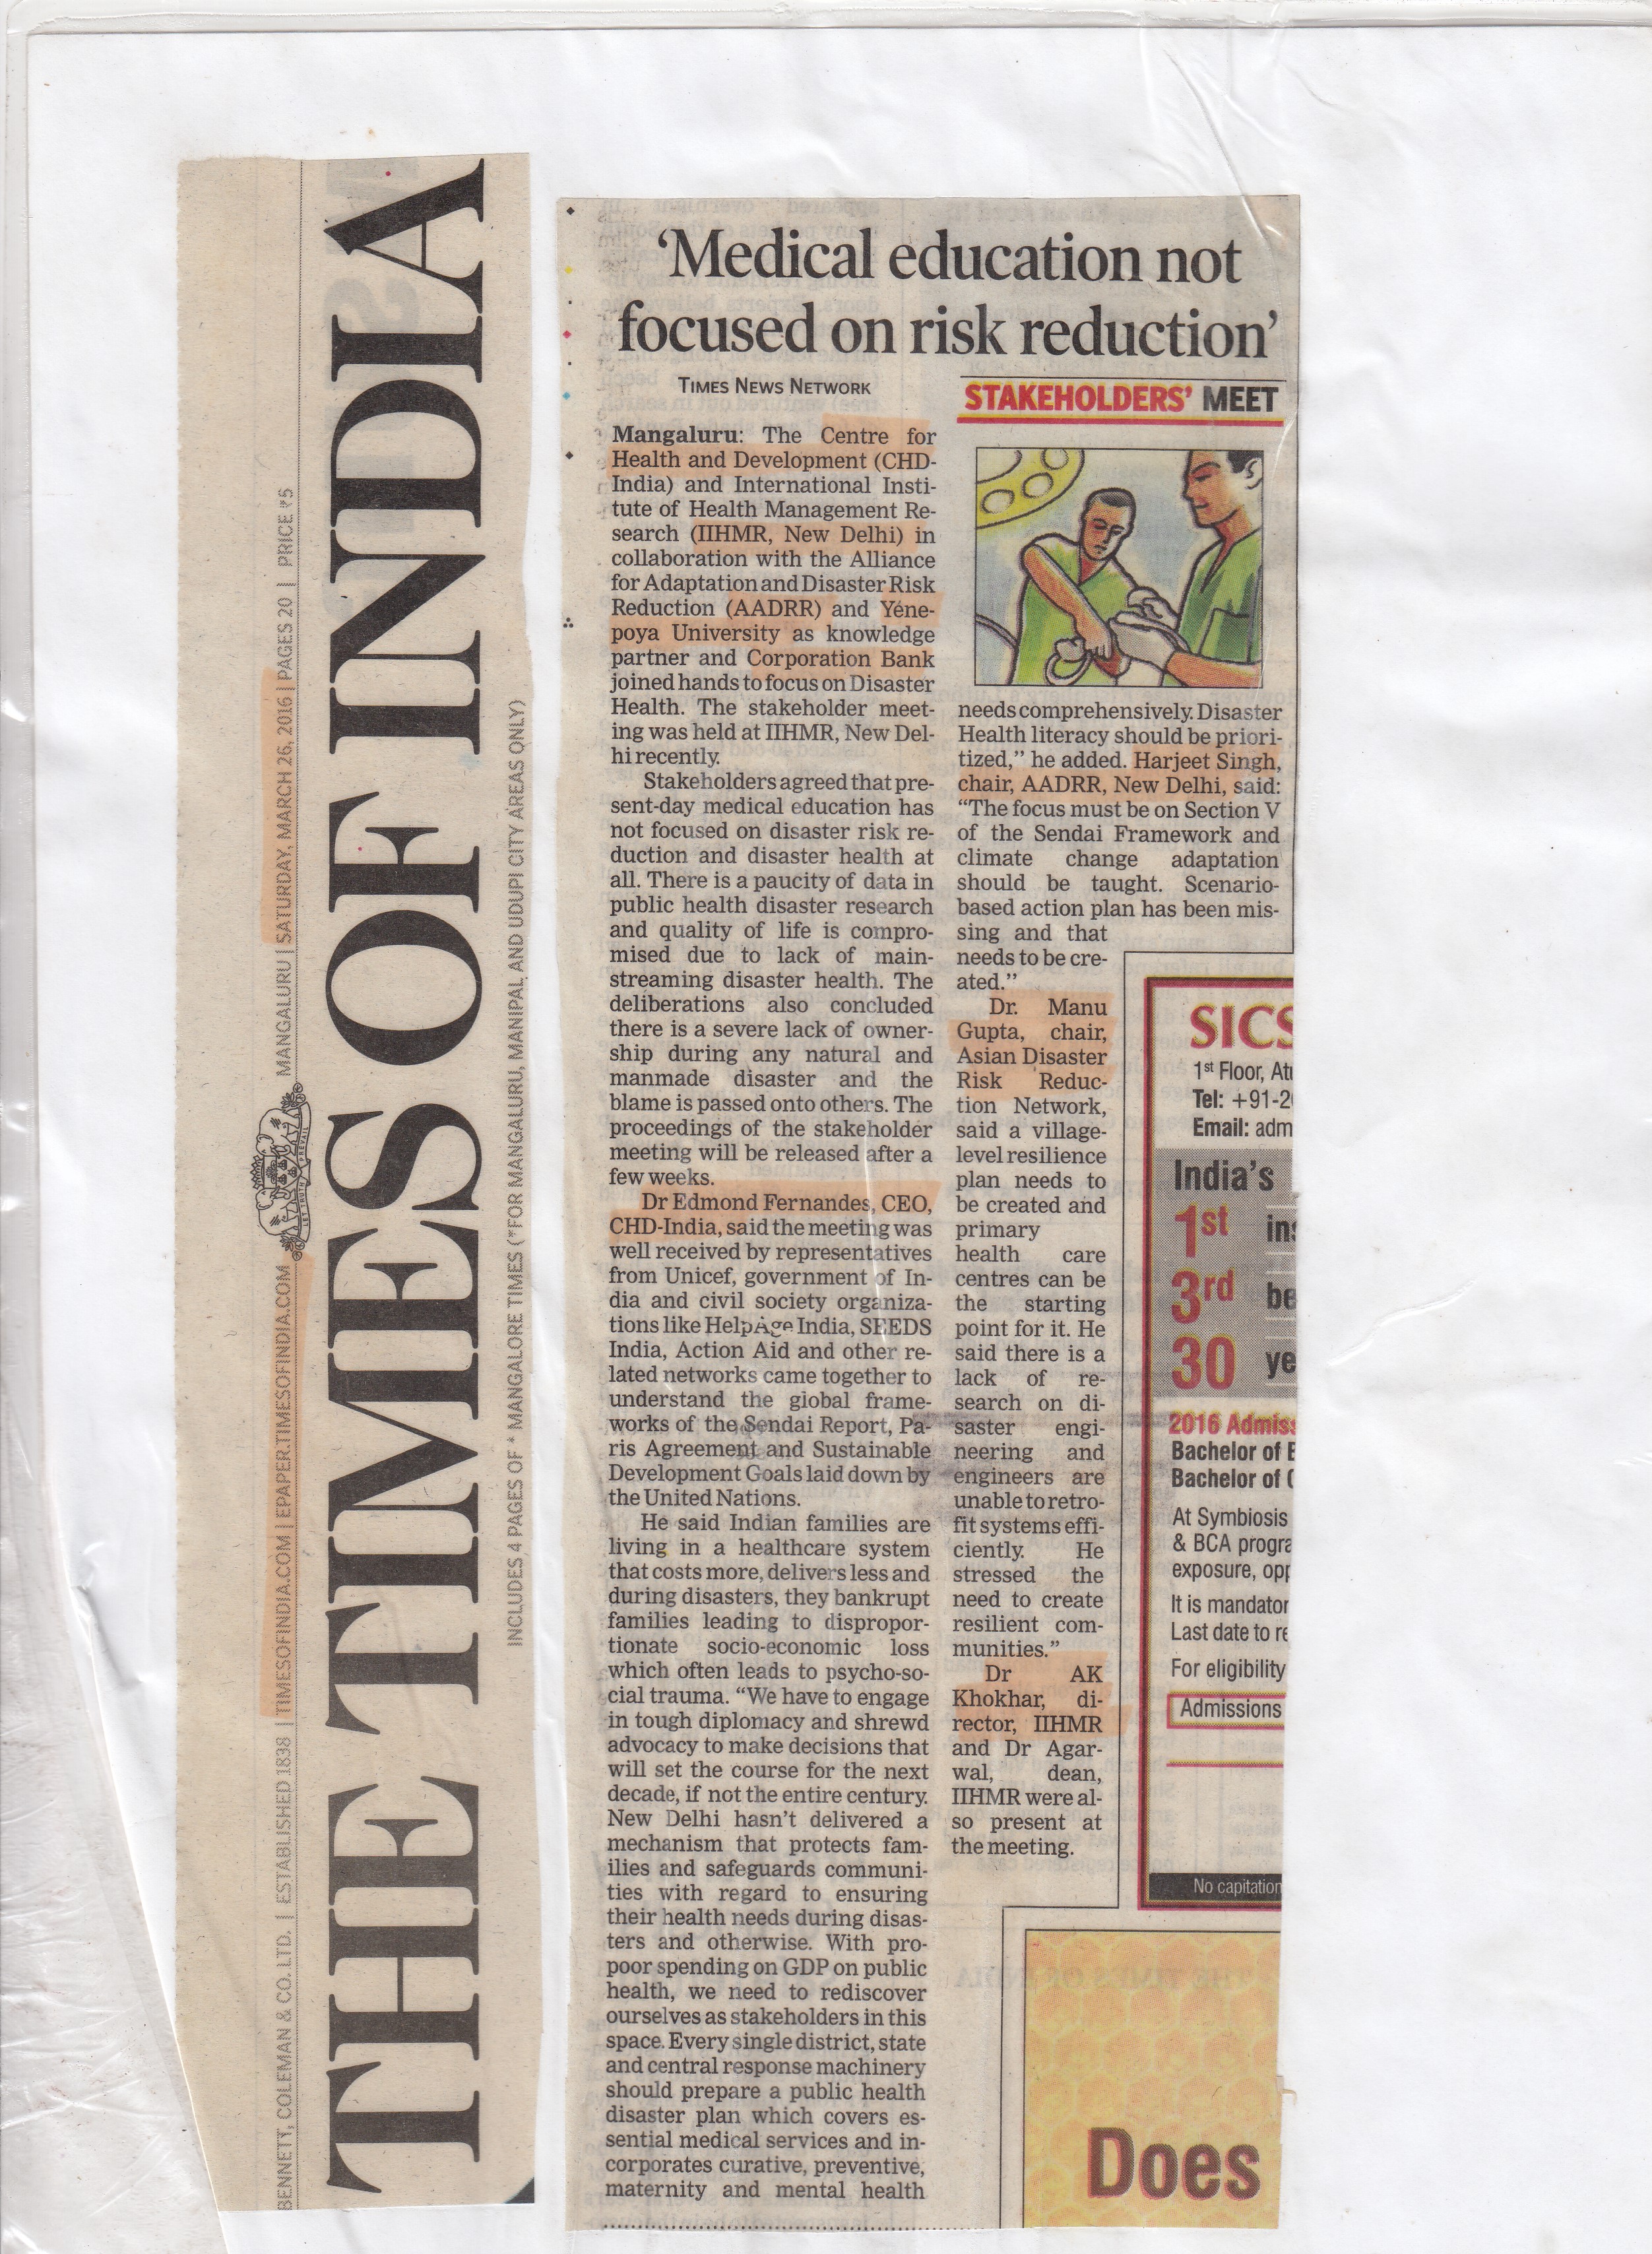 BENNETT, COLEMAN & CO. LTD. | ESTABLISHED 1838 | TIMESOFINDIA.COM | EPAPER.TIMESOFINDIA.COM
LET TRUTH PREVAIL
MANGALURU | SATURDAY, MARCH 26, 2016 | PAGES 20 | PRICE ₹5
THE TIMES OF INDIA
INCLUDES 4 PAGES OF * MANGALORE TIMES (*FOR MANGALURU, MANIPAL AND UDUPI CITY AREAS ONLY)
‘Medical education not
focused on risk reduction’
TIMES NEWS NETWORK
Mangaluru: The Centre for
Health and Development (CHD-
India) and International Insti-
tute of Health Management Re-
search (IIHMR, New Delhi) in
collaboration with the Alliance
for Adaptation and Disaster Risk
Reduction (AADRR) and Yene-
poya University as knowledge
partner and Corporation Bank
joined hands to focus on Disaster
Health. The stakeholder meet-
ing was held at IIHMR, New Del-
hi recently.
Stakeholders agreed that pre-
sent-day medical education has
not focused on disaster risk re-
duction and disaster health at
all. There is a paucity of data in
public health disaster research
and quality of life is compro-
mised due to lack of main-
streaming disaster health. The
deliberations also concluded
there is a severe lack of owner-
ship during any natural and
manmade disaster and the
blame is passed onto others. The
proceedings of the stakeholder
meeting will be released after a
few weeks.
Dr Edmond Fernandes, CEO,
CHD-India, said the meeting was
well received by representatives
from Unicef, government of In-
dia and civil society organiza-
tions like HelpAge India, SEEDS
India, Action Aid and other re-
lated networks came together to
understand the global frame-
works of the Sendai Report, Pa-
ris Agreement and Sustainable
Development Goals laid down by
the United Nations.
He said Indian families are
living in a healthcare system
that costs more, delivers less and
during disasters, they bankrupt
families leading to dispropor-
tionate socio-economic loss
which often leads to psycho-so-
cial trauma. “We have to engage
in tough diplomacy and shrewd
advocacy to make decisions that
will set the course for the next
decade, if not the entire century.
New Delhi hasn’t delivered a
mechanism that protects fam-
ilies and safeguards communi-
ties with regard to ensuring
their health needs during disas-
ters and otherwise. With pro-
poor spending on GDP on public
health, we need to rediscover
ourselves as stakeholders in this
space. Every single district, state
and central response machinery
should prepare a public health
disaster plan which covers es-
sential medical services and in-
corporates curative, preventive,
maternity and mental health
STAKEHOLDERS’ MEET
needs comprehensively. Disaster
Health literacy should be priori-
tized,” he added. Harjeet Singh,
chair, AADRR, New Delhi, said:
“The focus must be on Section V
of the Sendai Framework and
climate change adaptation
should be taught. Scenario-
based action plan has been mis-
sing and that
needs to be cre-
ated.”
Dr. Manu
Gupta, chair,
Asian Disaster
Risk Reduc-
tion Network,
said a village-
level resilience
plan needs to
be created and
primary
health care
centres can be
the starting
point for it. He
said there is a
lack of re-
search on di-
saster engi-
neering and
engineers are
unable to retro-
fit systems effi-
ciently. He
stressed the
need to create
resilient com-
munities.”
Dr AK
Khokhar, di-
rector, IIHMR
and Dr Agar-
wal, dean,
IIHMR were al-
so present at
the meeting.
SICS
1st Floor, Atu
Tel: +91-20
Email: adm
India’s
1st ins
3rd be
30 ye
2016 Admiss
Bachelor of
Bachelor of
At Symbiosis
& BCA progra
exposure, opp
It is mandator
Last date to re
For eligibility
Admissions
No capitation
Does